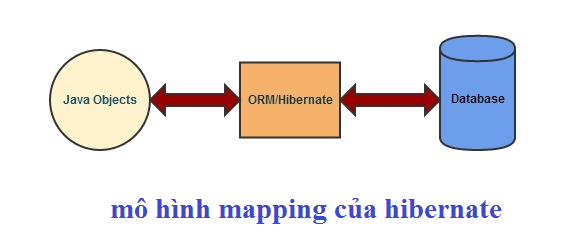 Java Objects
ORM/Hibernate
Database
mô hình mapping của hibernate